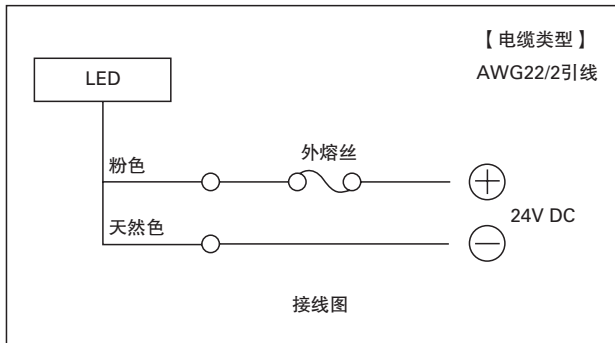 【 电缆类型 】
AWG22/2引线
LED
粉色
外熔丝
天然色
24V DC
接线图